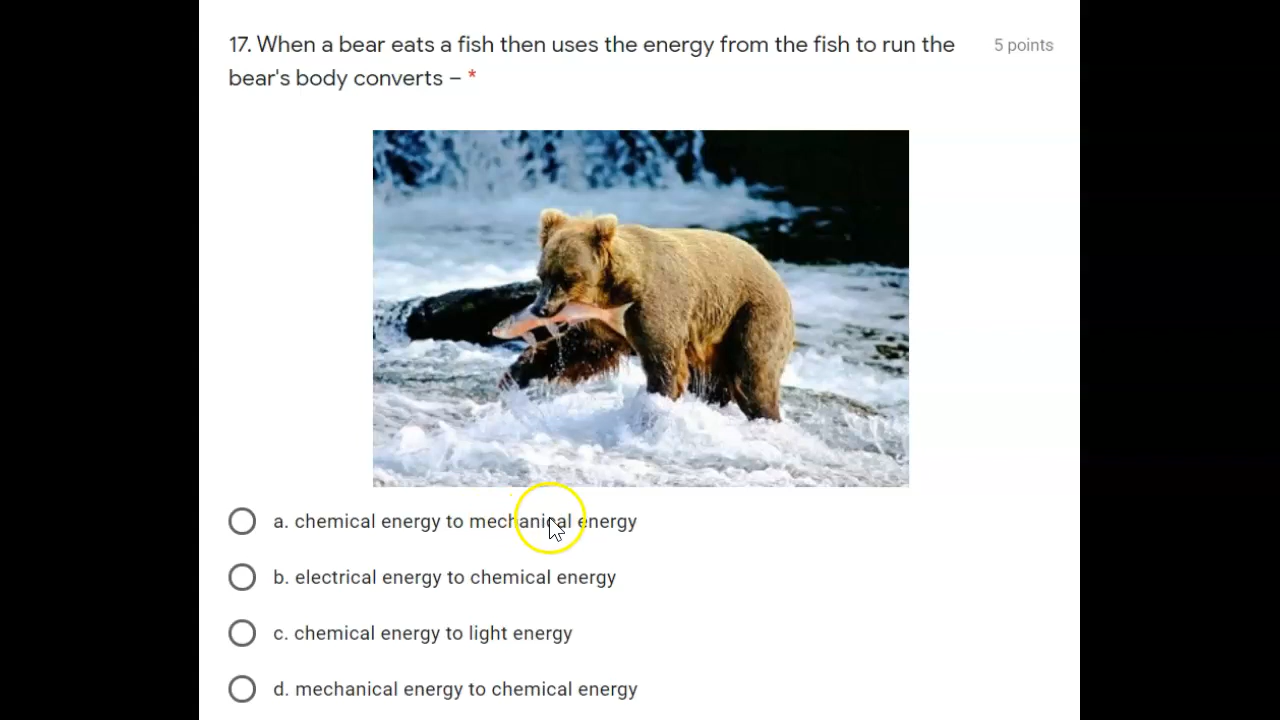 17. When a bear eats a fish then uses the energy from the fish to run the
bear's body converts – *
5 points
a. chemical energy to mechanical energy
b. electrical energy to chemical energy
c. chemical energy to light energy
d. mechanical energy to chemical energy